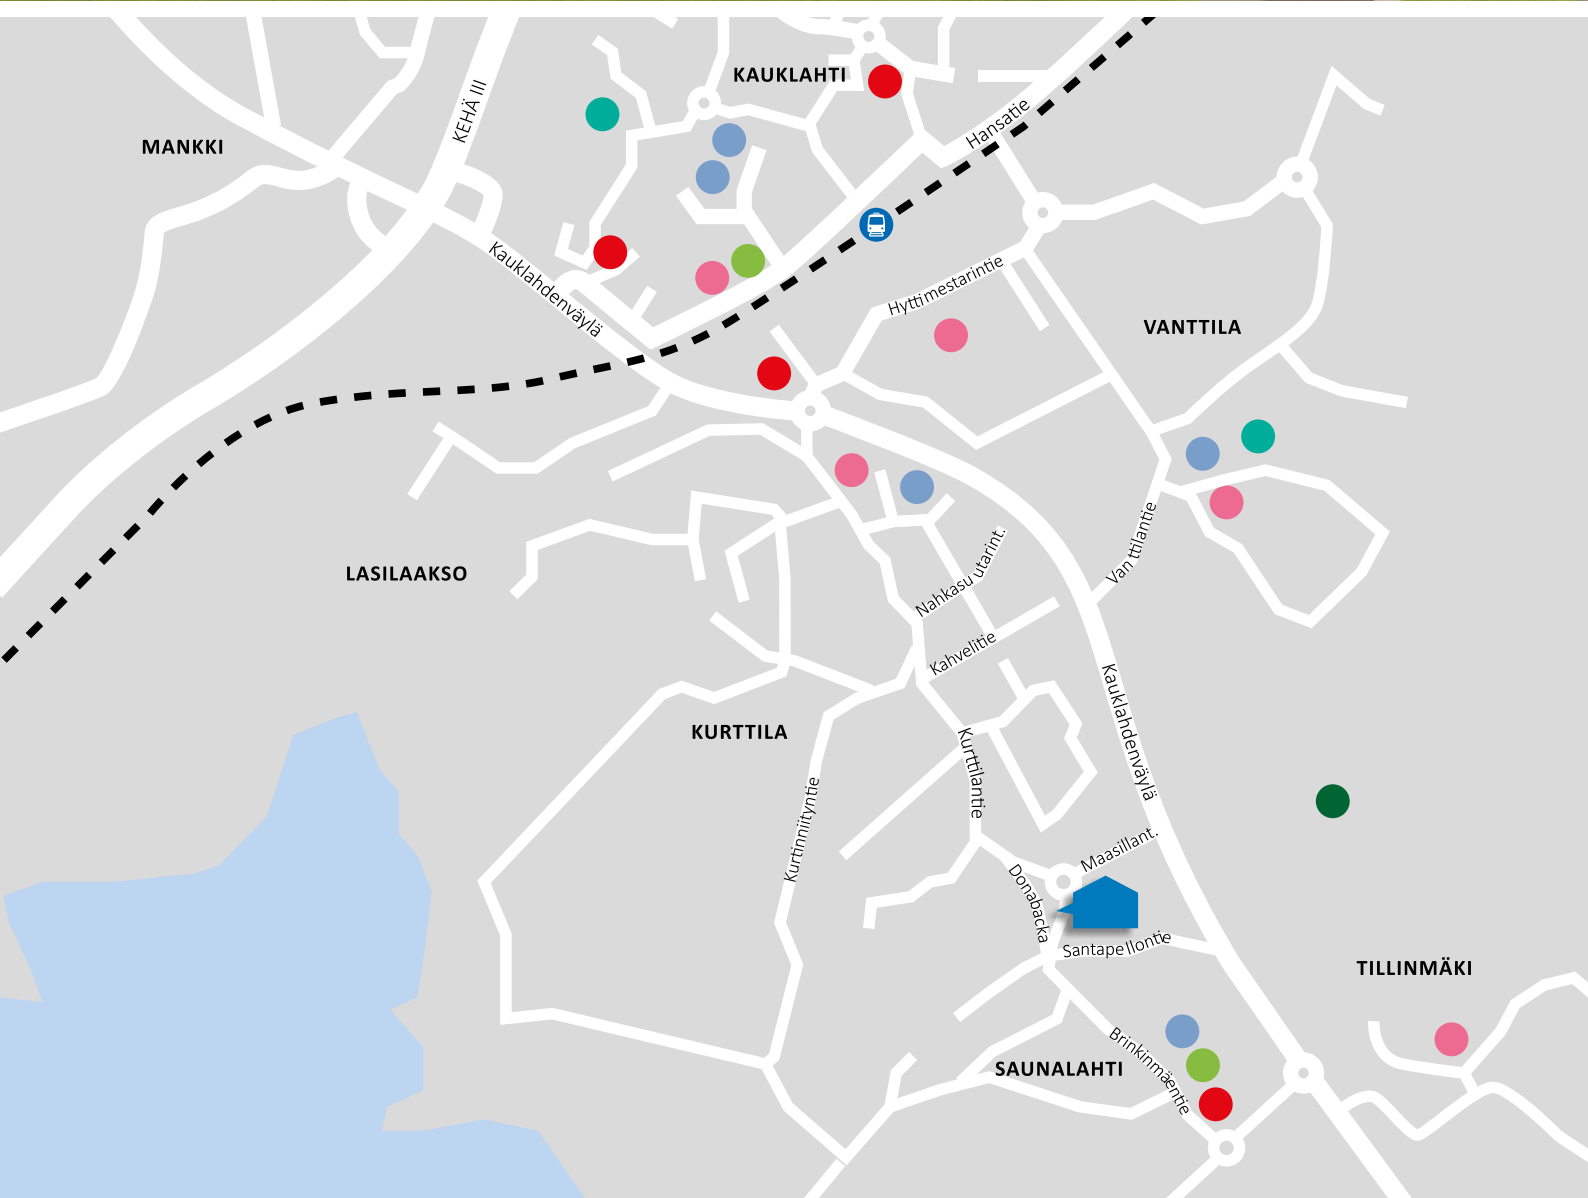 KAUKLAHTI
KEHÄ III
Hansatie
MANKKI
Kauklahdenväylä
Hyttimestarintie
VANTTILA
Vanttilantie
LASILAAKSO
Nahkasuutarint.
Kahvelitie
Kauklahdenväylä
KURTTILA
Kurttilantie
Kurtinniityntie
Maasillant.
Donabacka
Santapellontie
TILLINMÄKI
SAUNALAHTI
Brinkinmäentie